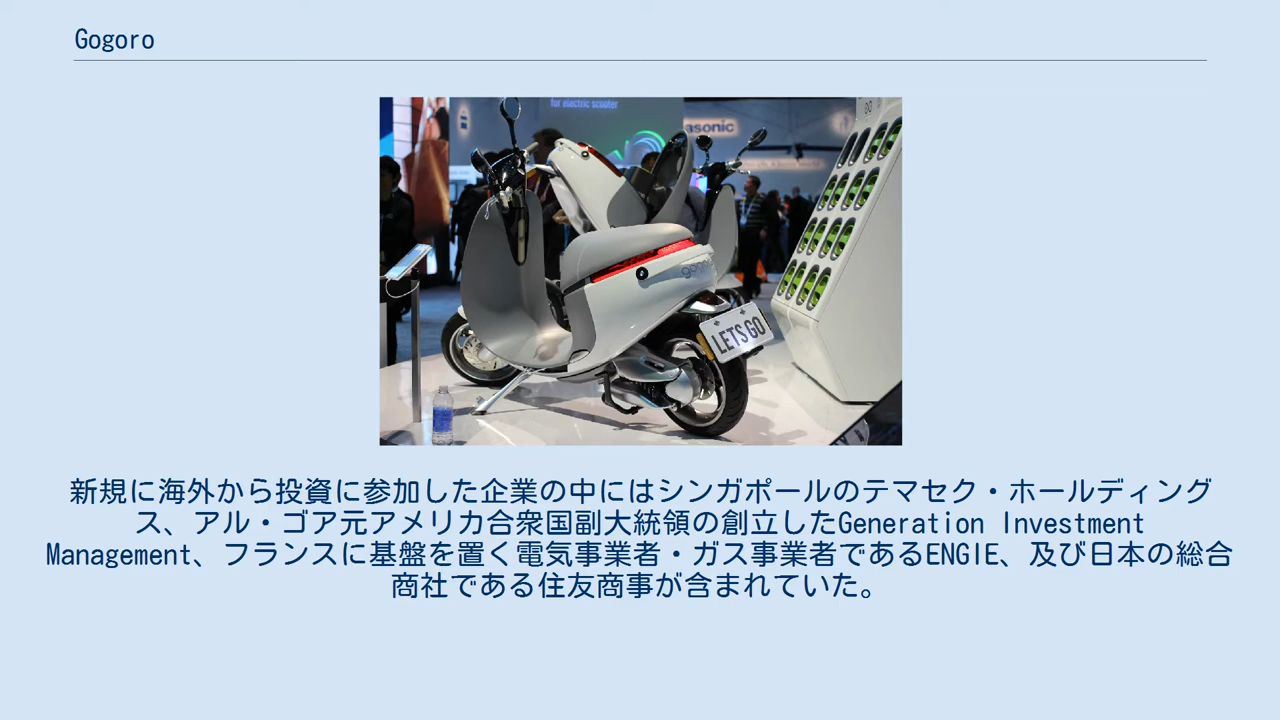 Gogoro
for electric scooter
asonic
gogoro
LETS GO
新規に海外から投資に参加した企業の中にはシンガポールのテマセク・ホールディング
ス、アル・ゴア元アメリカ合衆国副大統領の創立したGeneration Investment
Management、フランスに基盤を置く電気事業者・ガス事業者であるENGIE、及び日本の総合
商社である住友商事が含まれていた。